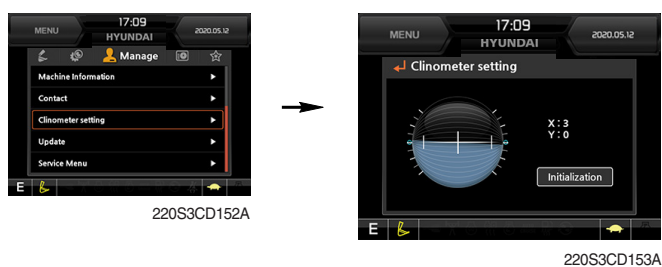 MENU
17:09
HYUNDAI
2020.05.12
Manage
Machine Information
Contact
Clinometer setting
Update
Service Menu
E
220S3CD152A
MENU
17:09
HYUNDAI
2020.05.12
Clinometer setting
X : 3
Y : 0
Initialization
E
220S3CD153A